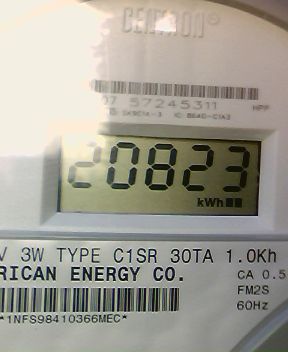 CENTRON®
57245311
HPP
20823
kWh
V 3W TYPE C1SR 30TA 1.0Kh
RICAN ENERGY CO.
CA 0.5
FM2S
60Hz
*1NFS98410366MEC*